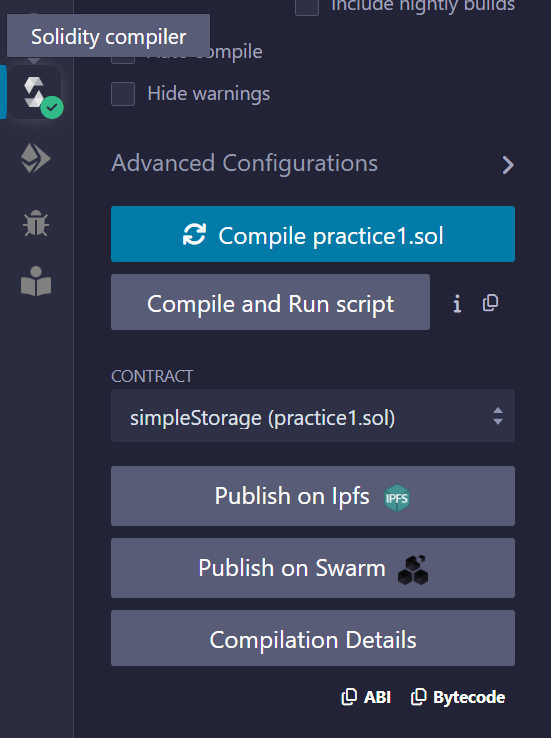 Include nightly builds
Solidity compiler
Auto compile
Hide warnings
Advanced Configurations
Compile practice1.sol
Compile and Run script
i
CONTRACT
simpleStorage (practice1.sol)
Publish on Ipfs IPFS
Publish on Swarm
Compilation Details
ABI Bytecode